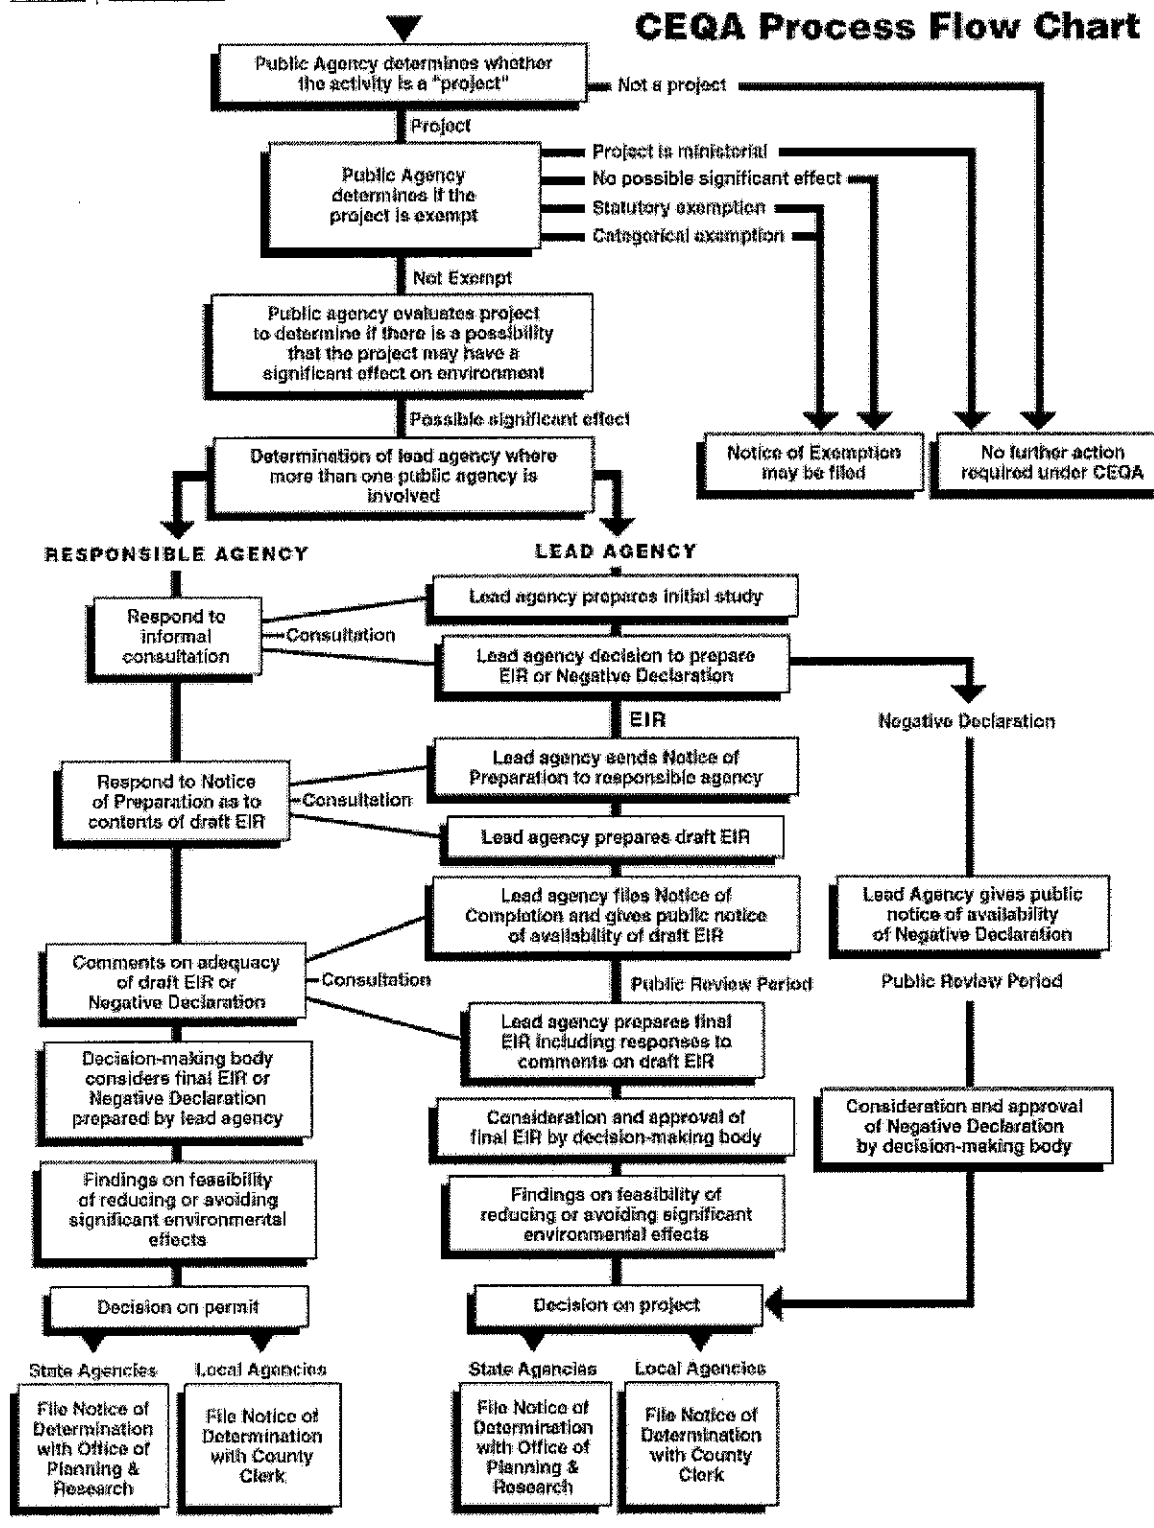 CEQA Process Flow Chart
Public Agency determines whether
the activity is a "project"
Not a project
Project
Public Agency
determines if the
project is exempt
Project is ministerial
No possible significant effect
Statutory exemption
Categorical exemption
Not Exempt
Public agency evaluates project
to determine if there is a possibility
that the project may have a
significant effect on environment
Possible significant effect
Notice of Exemption
may be filed
No further action
required under CEQA
Determination of lead agency where
more than one public agency is
involved
RESPONSIBLE AGENCY
LEAD AGENCY
Respond to
informal
consultation
Consultation
Lead agency prepares initial study
Lead agency decision to prepare
EIR or Negative Declaration
EIR
Negative Declaration
Respond to Notice
of Preparation as to
contents of draft EIR
Consultation
Lead agency sends Notice of
Preparation to responsible agency
Lead agency prepares draft EIR
Lead agency files Notice of
Completion and gives public notice
of availability of draft EIR
Lead Agency gives public
notice of availability
of Negative Declaration
Comments on adequacy
of draft EIR or
Negative Declaration
Consultation
Public Review Period
Public Review Period
Lead agency prepares final
EIR including responses to
comments on draft EIR
Decision-making body
considers final EIR or
Negative Declaration
prepared by lead agency
Consideration and approval of
final EIR by decision-making body
Consideration and approval
of Negative Declaration
by decision-making body
Findings on feasibility
of reducing or avoiding
significant environmental
effects
Findings on feasibility of
reducing or avoiding significant
environmental effects
Decision on permit
Decision on project
State Agencies
Local Agencies
State Agencies
Local Agencies
File Notice of
Determination
with Office of
Planning &
Research
File Notice of
Determination
with County
Clerk
File Notice of
Determination
with Office of
Planning &
Research
File Notice of
Determination
with County
Clerk